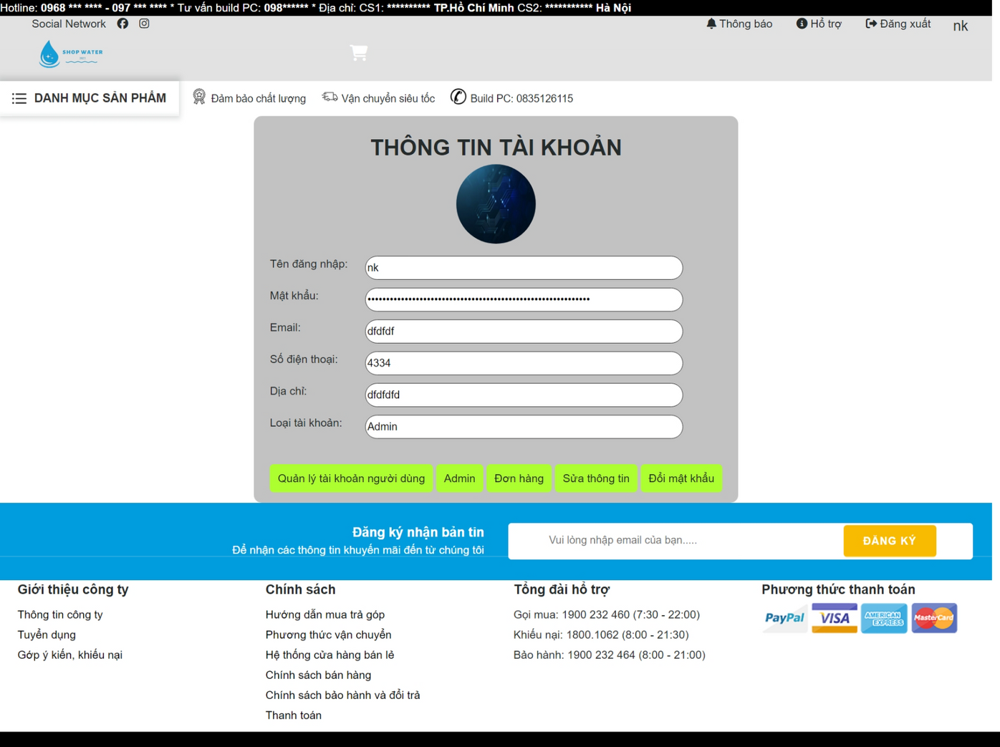 Hotline: 0968 *** **** - 097 *** **** * Tư vấn build PC: 098****** * Địa chỉ: CS1: ********** TP.Hồ Chí Minh CS2: *********** Hà Nội
Social Network
Thông báo
Hổ trợ
Đăng xuất
nk
SHOP WATER
DANH MỤC SẢN PHẨM
Đảm bảo chất lượng
Vận chuyển siêu tốc
Build PC: 0835126115
THÔNG TIN TÀI KHOẢN
Tên đăng nhập:
nk
Mật khẩu:
••••••••••••••••••••••••••••••••••••••••••••••••••••••••••••
Email:
dfdfdf
Số điện thoại:
4334
Dịa chỉ:
dfdfdfd
Loại tài khoản:
Admin
Quản lý tài khoản người dùng
Admin
Đơn hàng
Sửa thông tin
Đổi mật khẩu
Đăng ký nhận bản tin
Để nhận các thông tin khuyến mãi đến từ chúng tôi
Vui lòng nhập email của bạn.....
ĐĂNG KÝ
Giới thiệu công ty
Thông tin công ty
Tuyển dụng
Gớp ý kiến, khiếu nại
Chính sách
Hướng dẫn mua trả góp
Phương thức vận chuyển
Hệ thống cửa hàng bán lẻ
Chính sách bán hàng
Chính sách bảo hành và đổi trả
Thanh toán
Tổng đài hổ trợ
Gọi mua: 1900 232 460 (7:30 - 22:00)
Khiếu nại: 1800.1062 (8:00 - 21:30)
Bảo hành: 1900 232 464 (8:00 - 21:00)
Phương thức thanh toán
PayPal
VISA
AMERICAN EXPRESS
MasterCard